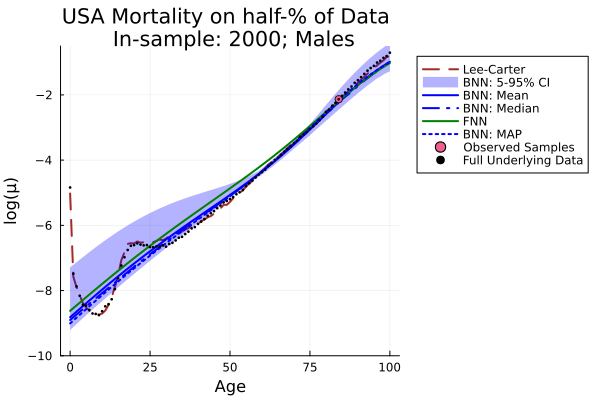 USA Mortality on half-% of Data
In-sample: 2000; Males
log(μ)
−2
−4
−6
−8
−10
0
25
50
75
100
Age
Lee-Carter
BNN: 5-95% CI
BNN: Mean
BNN: Median
FNN
BNN: MAP
Observed Samples
Full Underlying Data